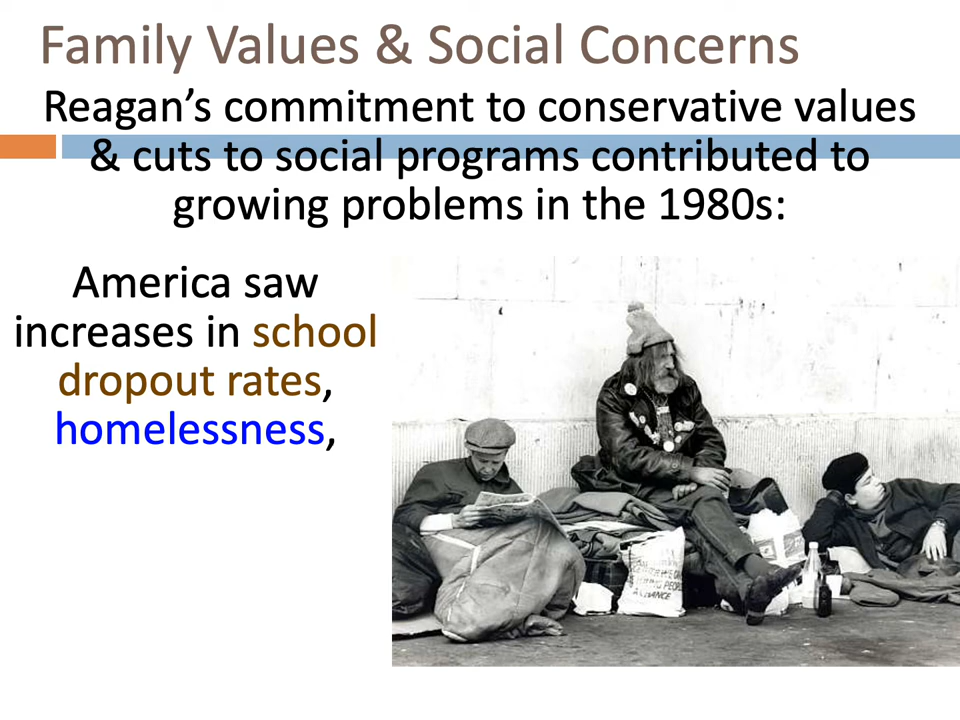 Family Values & Social Concerns
Reagan’s commitment to conservative values
& cuts to social programs contributed to
growing problems in the 1980s:
America saw
increases in school
dropout rates,
homelessness,